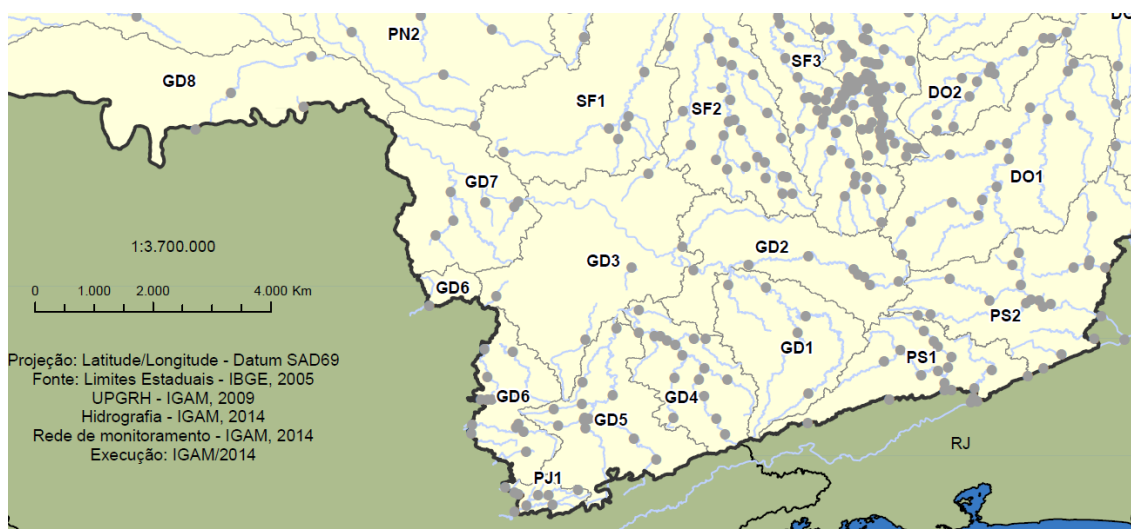 PN2
GD8
SF3
DO2
SF1
SF2
DO1
GD7
1:3.700.000
GD2
GD3
GD6
0 1.000 2.000 4.000 Km
PS2
GD1
Projeção: Latitude/Longitude - Datum SAD69
PS1
Fonte: Limites Estaduais - IBGE, 2005
UPGRH - IGAM, 2009
GD6
GD4
Hidrografia - IGAM, 2014
GD5
Rede de monitoramento - IGAM, 2014
RJ
Execução: IGAM/2014
PJ1